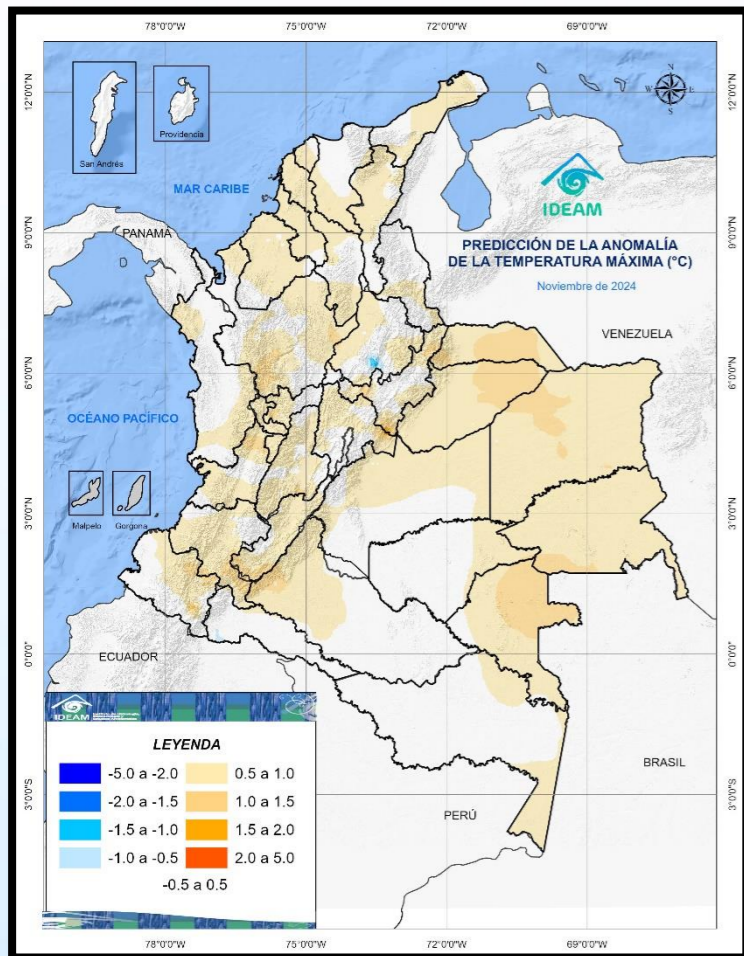 78°0'0"W 75°0'0"W 72°0'0"W 69°0'0"W
12°0'0"N 12°0'0"N
N
W E
S
San Andrés
Providencia
MAR CARIBE
IDEAM
9°0'0"N 9°0'0"N
PANAMÁ
PREDICCIÓN DE LA ANOMALÍA
DE LA TEMPERATURA MÁXIMA (°C)
Noviembre de 2024
VENEZUELA
6°0'0"N 6°0'0"N
OCÉANO PACÍFICO
3°0'0"N 3°0'0"N
Malpelo
Gorgona
0°0'0" 0°0'0"
ECUADOR
IDEAM
LEYENDA
-5.0 a -2.0 0.5 a 1.0
-2.0 a -1.5 1.0 a 1.5
-1.5 a -1.0 1.5 a 2.0
-1.0 a -0.5 2.0 a 5.0
-0.5 a 0.5
BRASIL
3°0'0"S 3°0'0"S
PERÚ
78°0'0"W 75°0'0"W 72°0'0"W 69°0'0"W